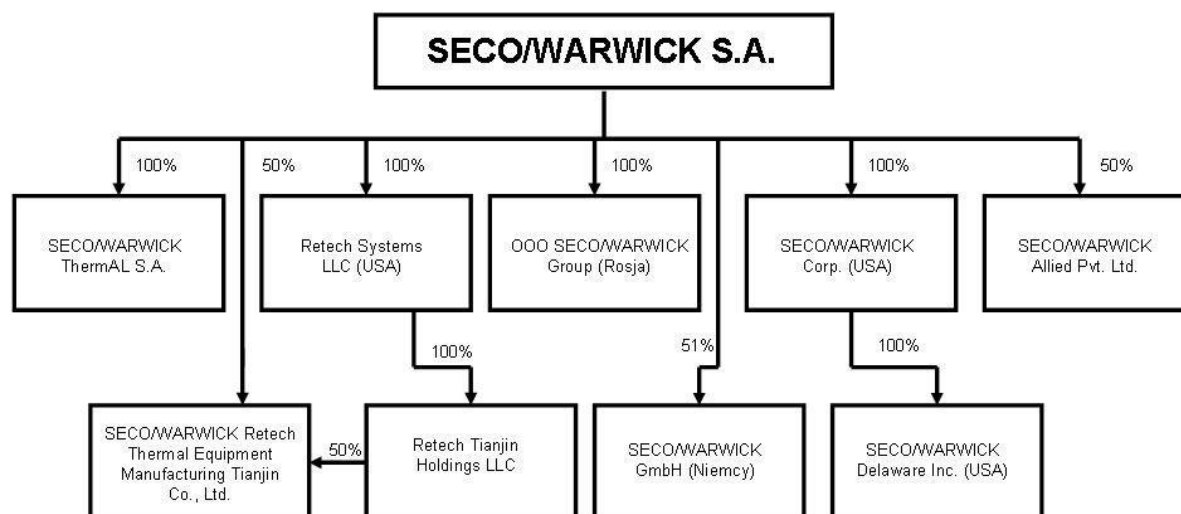 SECO/WARWICK S.A.
100%
50%
100%
100%
100%
50%
SECO/WARWICK
ThermAL S.A.
Retech Systems
LLC (USA)
OOO SECO/WARWICK
Group (Rosja)
SECO/WARWICK
Corp. (USA)
SECO/WARWICK
Allied Pvt. Ltd.
100%
51%
100%
SECO/WARWICK Retech
Thermal Equipment
Manufacturing Tianjin
Co., Ltd.
50%
Retech Tianjin
Holdings LLC
SECO/WARWICK
GmbH (Niemcy)
SECO/WARWICK
Delaware Inc. (USA)